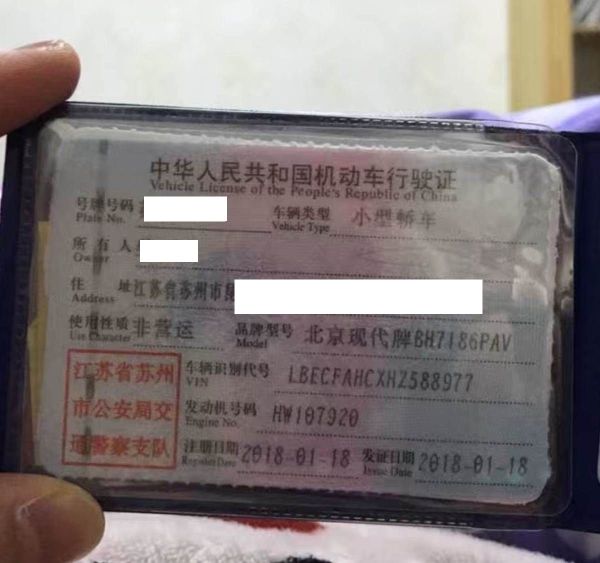 中华人民共和国机动车行驶证
Vehicle License of the People's Republic of China
号牌号码 车辆类型 小型轿车
Plate No. Vehicle Type
所有人
Owner
住址 江苏省苏州市
Address
使用性质 非营运 品牌型号 北京现代牌BH7186PAV
Use Character Model
江苏省苏州 车辆识别代号 LBECFAHCXHZ588977
VIN
市公安局交 发动机号码 HW107920
Engine No.
通警察支队 注册日期 2018-01-18 发证日期 2018-01-18
Register Date Issue Date